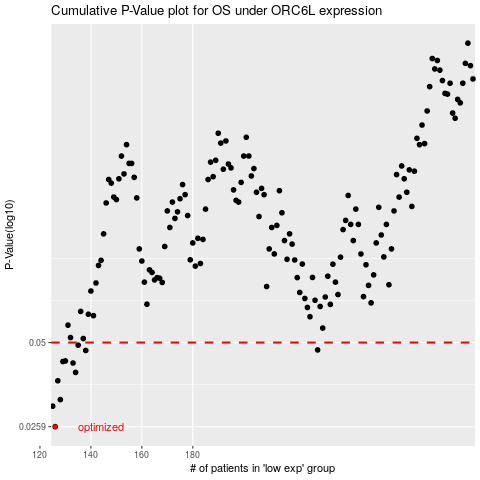 Cumulative P-Value plot for OS under ORC6L expression
P-Value(log10)
0.05
0.0259
optimized
120 140 160 180
# of patients in 'low exp' group